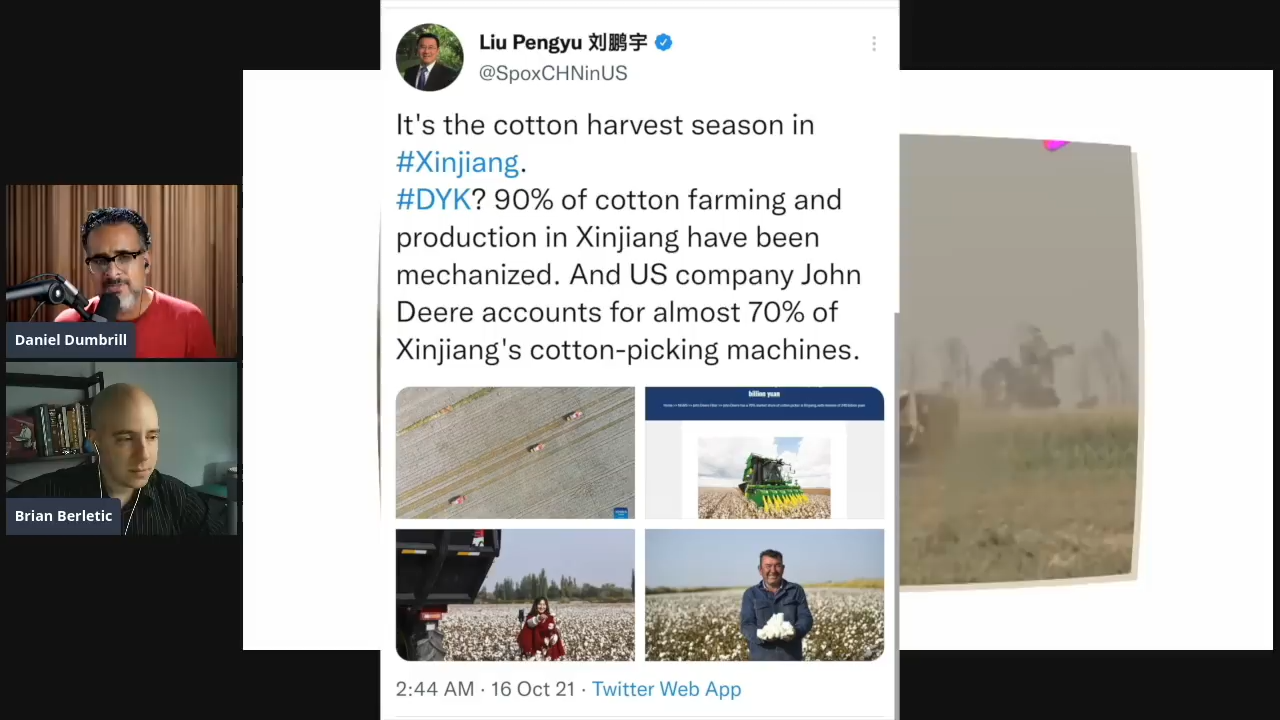 Liu Pengyu 刘鹏宇
@SpoxCHNinUS
It's the cotton harvest season in
#Xinjiang.
#DYK? 90% of cotton farming and
production in Xinjiang have been
mechanized. And US company John
Deere accounts for almost 70% of
Xinjiang's cotton-picking machines.
billion yuan
2:44 AM · 16 Oct 21 · Twitter Web App
Daniel Dumbrill
Brian Berletic